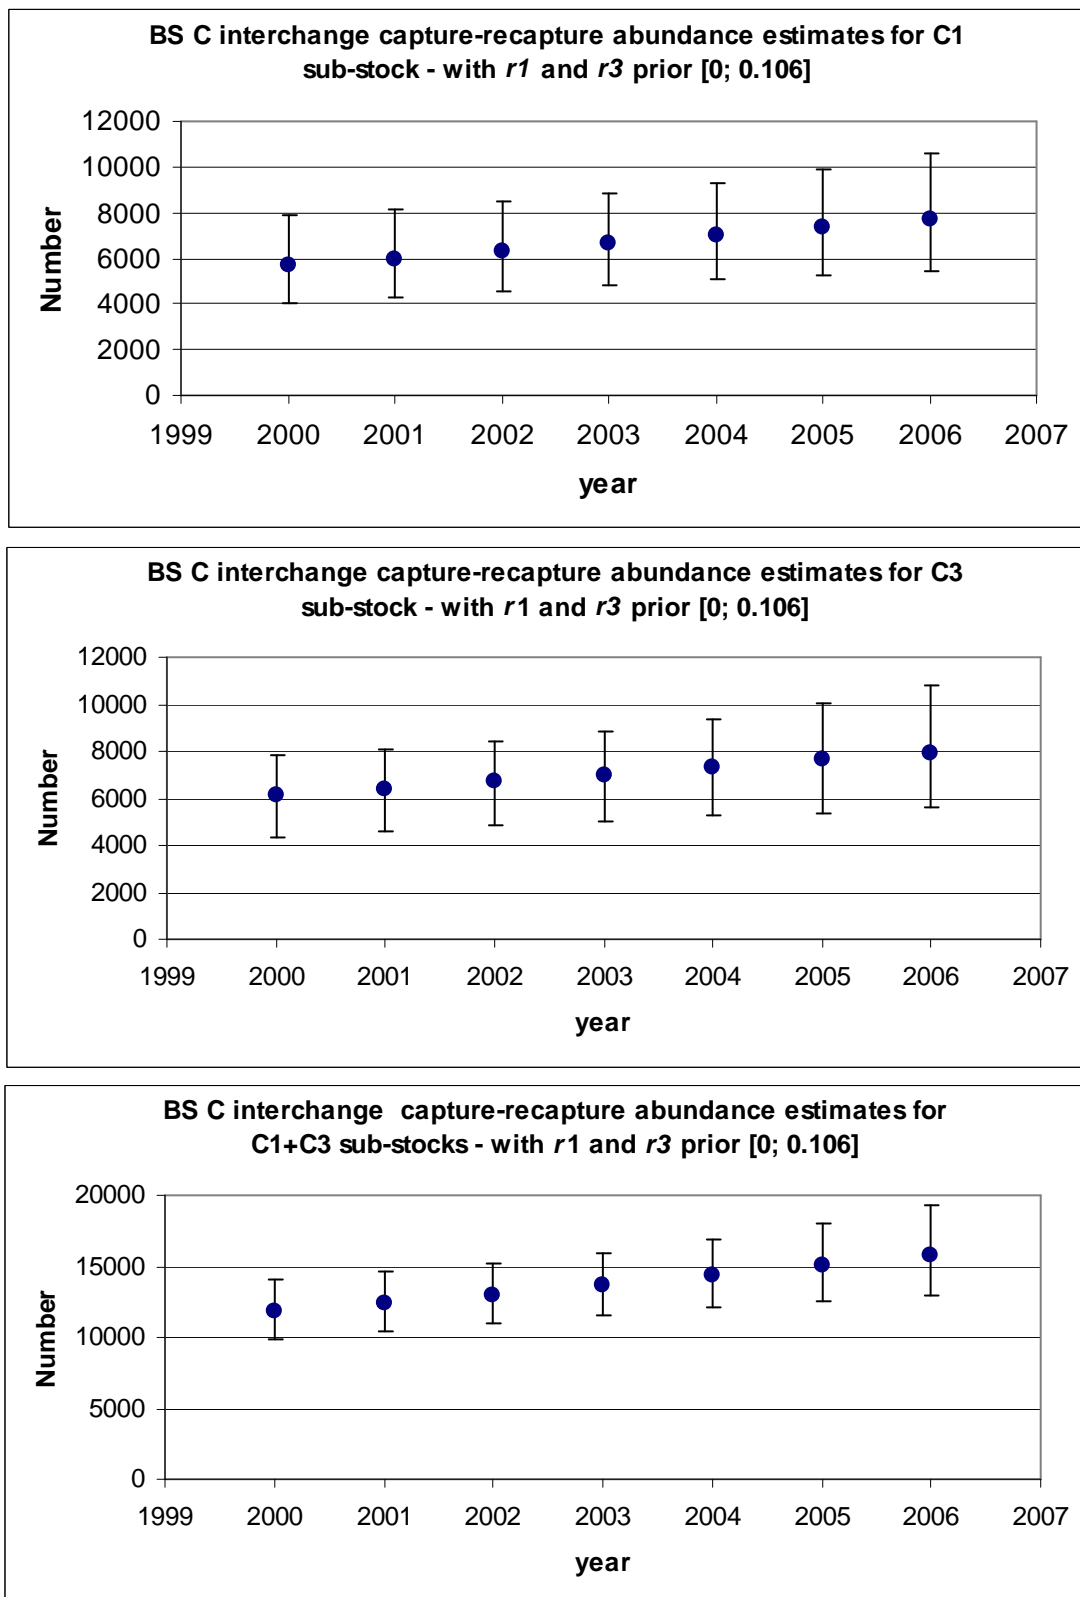 BS C interchange capture-recapture abundance estimates for C1
sub-stock - with r1 and r3 prior [0; 0.106]
12000
10000
8000
6000
4000
2000
0
Number
1999 2000 2001 2002 2003 2004 2005 2006 2007
year
BS C interchange capture-recapture abundance estimates for C3
sub-stock - with r1 and r3 prior [0; 0.106]
12000
10000
8000
6000
4000
2000
0
Number
1999 2000 2001 2002 2003 2004 2005 2006 2007
year
BS C interchange capture-recapture abundance estimates for
C1+C3 sub-stocks - with r1 and r3 prior [0; 0.106]
20000
15000
10000
5000
0
Number
1999 2000 2001 2002 2003 2004 2005 2006 2007
year